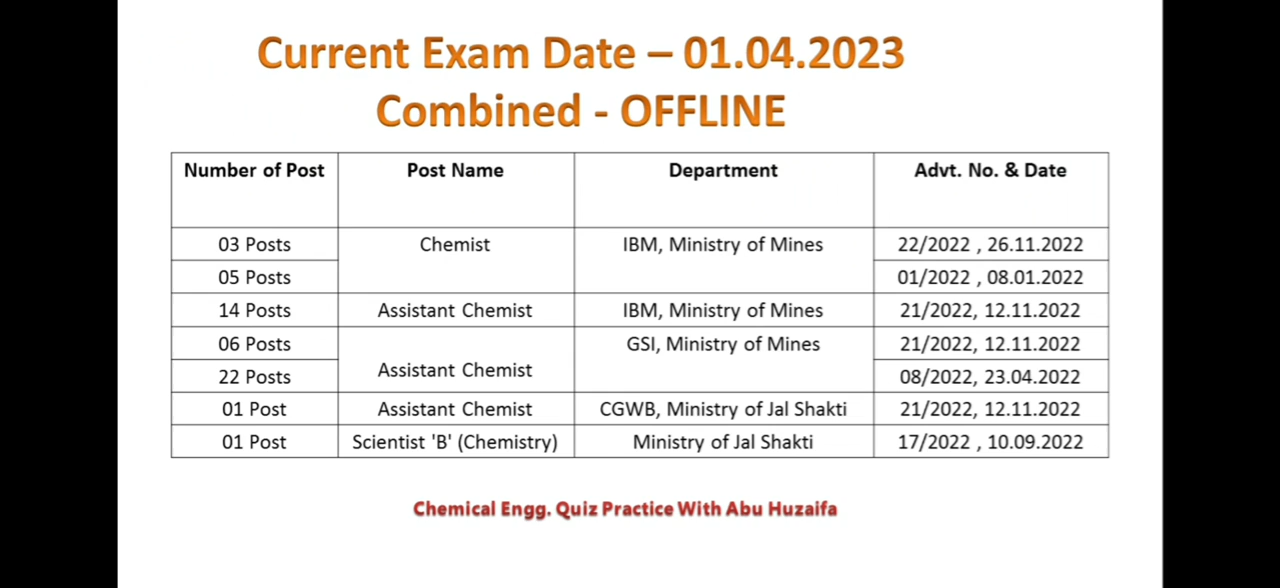 Current Exam Date – 01.04.2023
Combined - OFFLINE
Number of Post Post Name Department Advt. No. & Date
03 Posts Chemist IBM, Ministry of Mines 22/2022 , 26.11.2022
05 Posts 01/2022 , 08.01.2022
14 Posts Assistant Chemist IBM, Ministry of Mines 21/2022, 12.11.2022
06 Posts GSI, Ministry of Mines 21/2022, 12.11.2022
Assistant Chemist
22 Posts 08/2022, 23.04.2022
01 Post Assistant Chemist CGWB, Ministry of Jal Shakti 21/2022, 12.11.2022
01 Post Scientist 'B' (Chemistry) Ministry of Jal Shakti 17/2022 , 10.09.2022
Chemical Engg. Quiz Practice With Abu Huzaifa